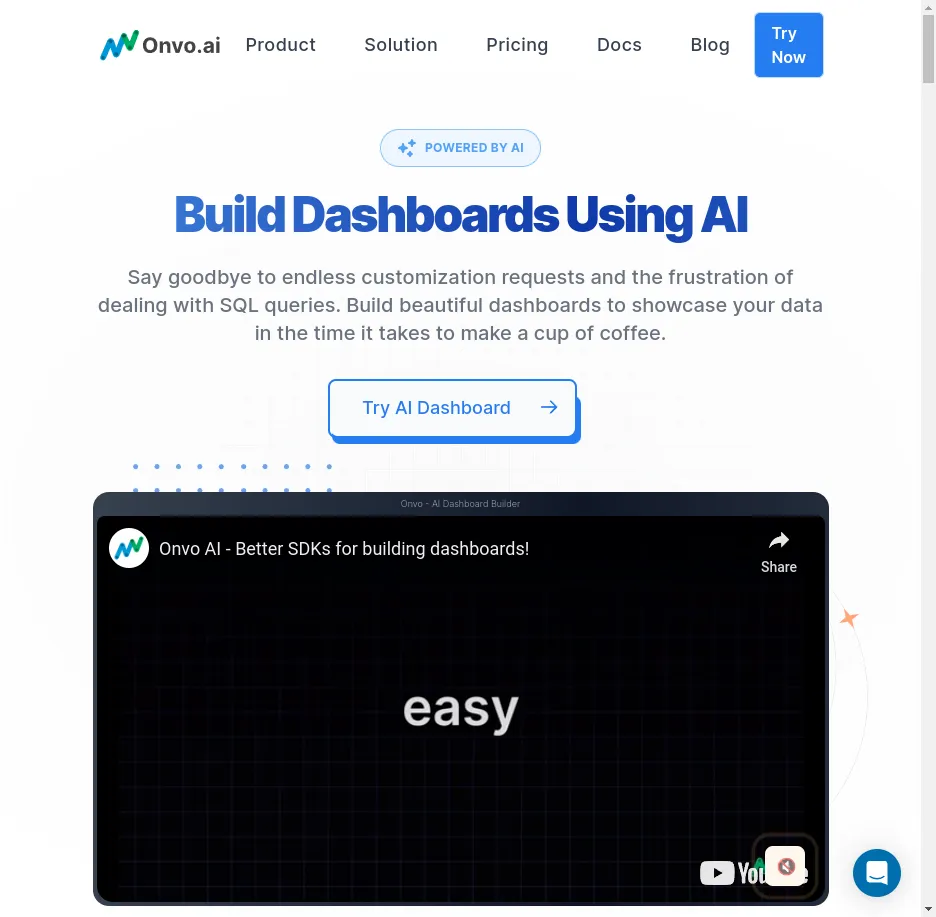 Onvo.ai Product Solution Pricing Docs Blog Try Now
POWERED BY AI
Build Dashboards Using AI
Say goodbye to endless customization requests and the frustration of
dealing with SQL queries. Build beautiful dashboards to showcase your data
in the time it takes to make a cup of coffee.
Try AI Dashboard
Onvo - AI Dashboard Builder
Onvo AI - Better SDKs for building dashboards!
Share
easy